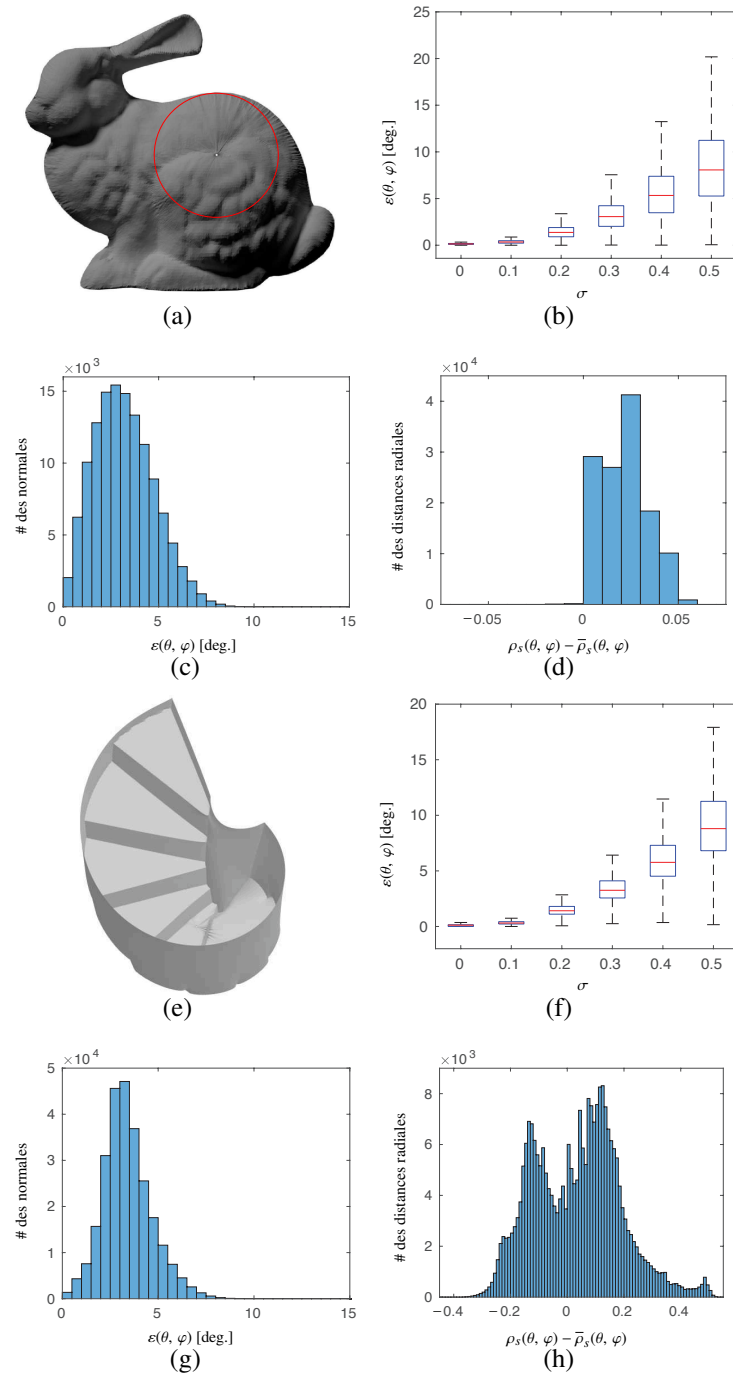 25
20
15
10
5
0
ε(θ, φ) [deg.]
0 0.1 0.2 0.3 0.4 0.5
σ
(a)
(b)
×10³
15
10
5
0
# des normales
0 5 10 15
ε(θ, φ) [deg.]
(c)
×10⁴
4
3
2
1
0
# des distances radiales
−0.05 0 0.05
ρₛ(θ, φ) − ρ̅ₛ(θ, φ)
(d)
20
15
10
5
0
ε(θ, φ) [deg.]
0 0.1 0.2 0.3 0.4 0.5
σ
(e)
(f)
×10⁴
5
4
3
2
1
0
# des normales
0 5 10 15
ε(θ, φ) [deg.]
(g)
×10³
8
6
4
2
0
# des distances radiales
−0.4 −0.2 0 0.2 0.4
ρₛ(θ, φ) − ρ̅ₛ(θ, φ)
(h)